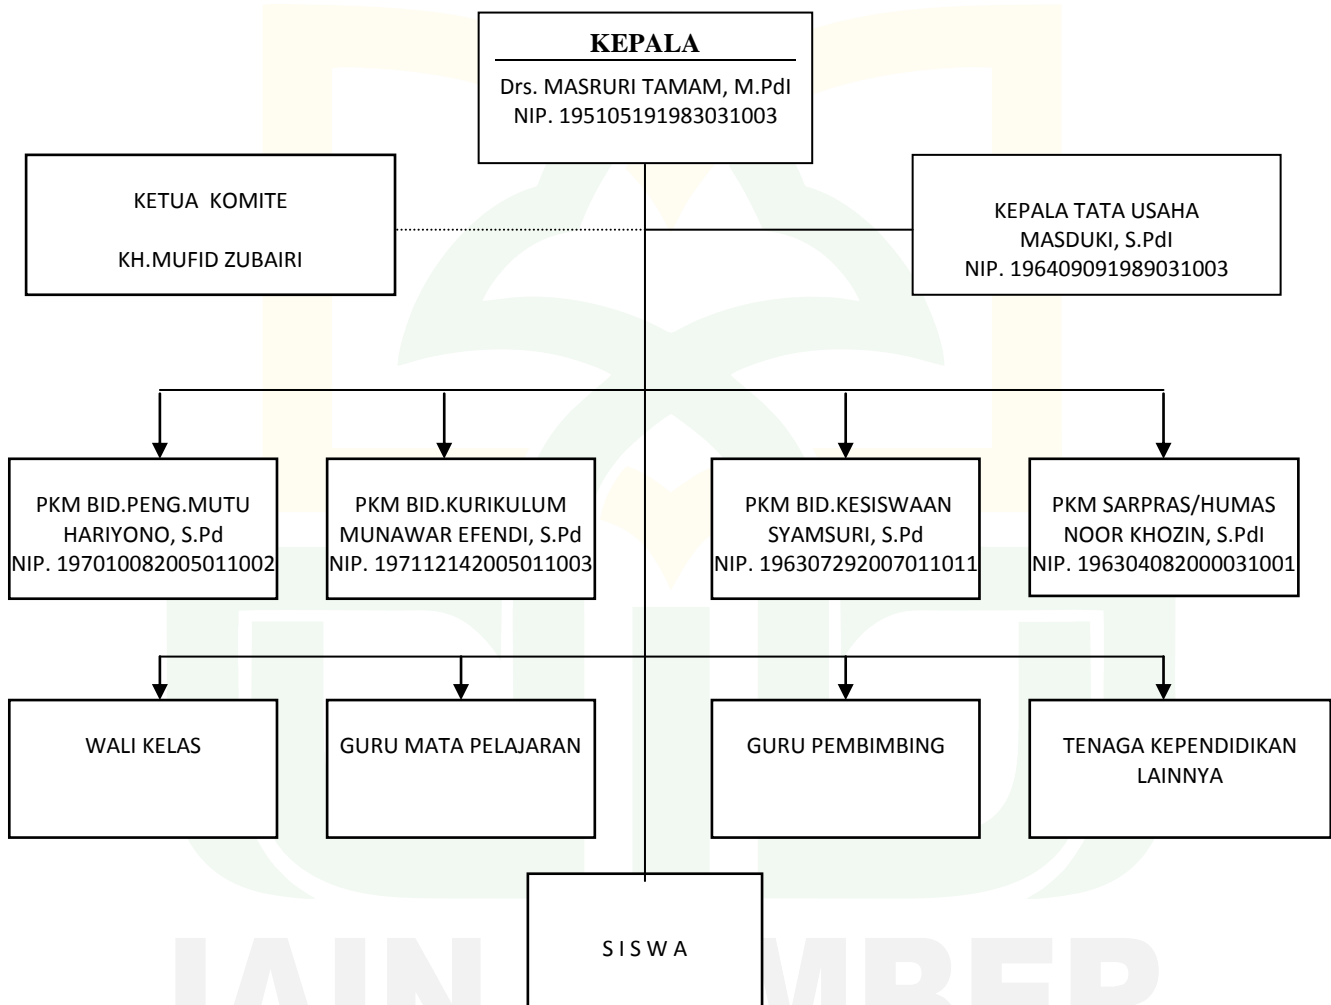 KEPALA
Drs. MASRURI TAMAM, M.PdI
NIP. 195105191983031003
KETUA KOMITE
KH.MUFID ZUBAIRI
KEPALA TATA USAHA
MASDUKI, S.PdI
NIP. 196409091989031003
PKM BID.PENG.MUTU
HARIYONO, S.Pd
NIP. 197010082005011002
PKM BID.KURIKULUM
MUNAWAR EFENDI, S.Pd
NIP. 197112142005011003
PKM BID.KESISWAAN
SYAMSURI, S.Pd
NIP. 196307292007011011
PKM SARPRAS/HUMAS
NOOR KHOZIN, S.PdI
NIP. 196304082000031001
WALI KELAS
GURU MATA PELAJARAN
GURU PEMBIMBING
TENAGA KEPENDIDIKAN
LAINNYA
S I S W A